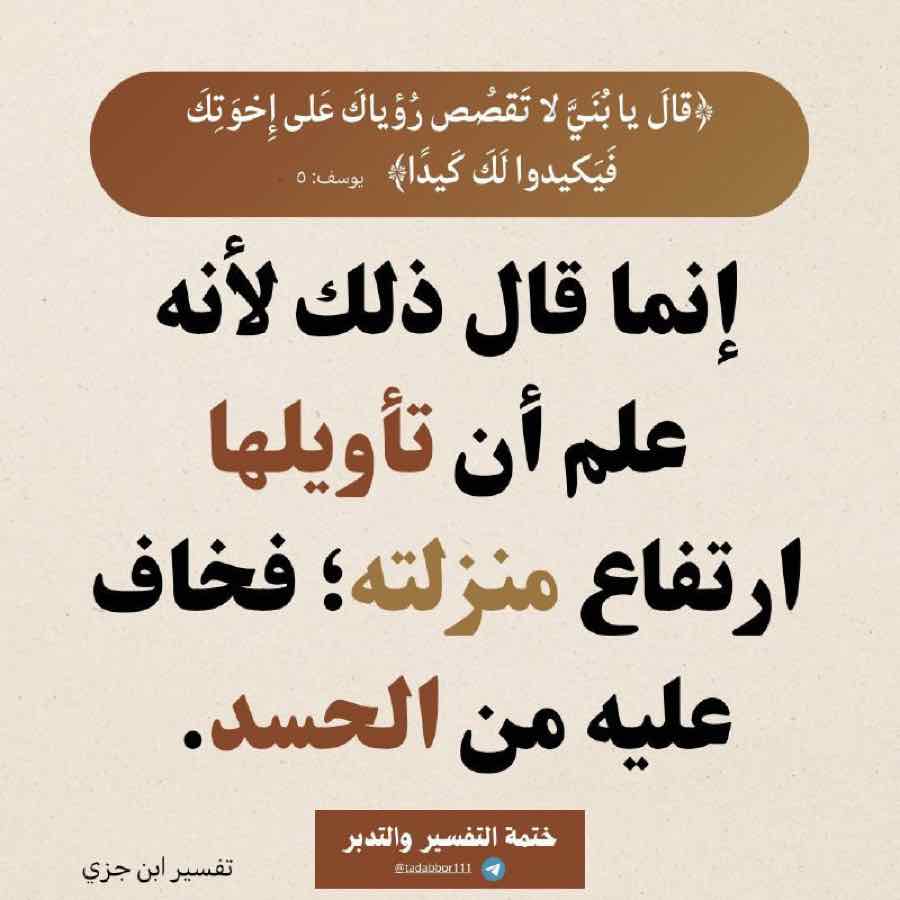 ﴿قالَ يا بُنَيَّ لا تَقصُص رُؤياكَ عَلى إِخوَتِكَ
فَيَكيدوا لَكَ كَيدًا﴾ يوسف: ٥
إنما قال ذلك لأنه
علم أن تأويلها
ارتفاع منزلته؛ فخاف
عليه من الحسد.
ختمة التفسير والتدبر
@tadabbor111
تفسير ابن جزي